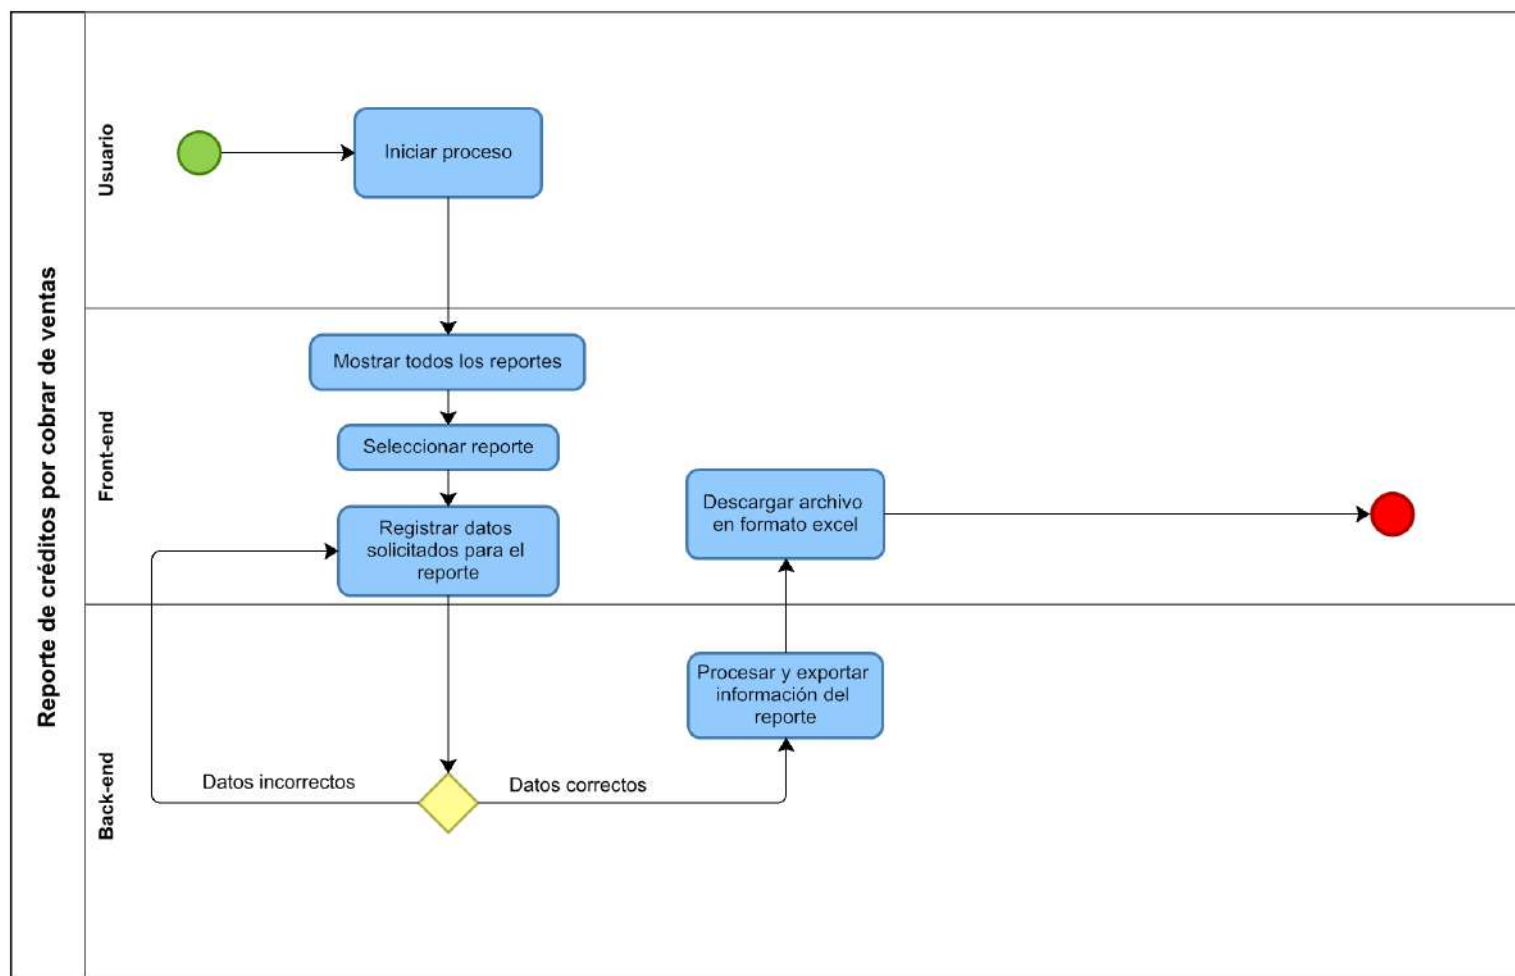 Reporte de créditos por cobrar de ventas
Usuario
Iniciar proceso
Front-end
Mostrar todos los reportes
Seleccionar reporte
Registrar datos
solicitados para el
reporte
Descargar archivo
en formato excel
Back-end
Procesar y exportar
información del
reporte
Datos incorrectos
Datos correctos